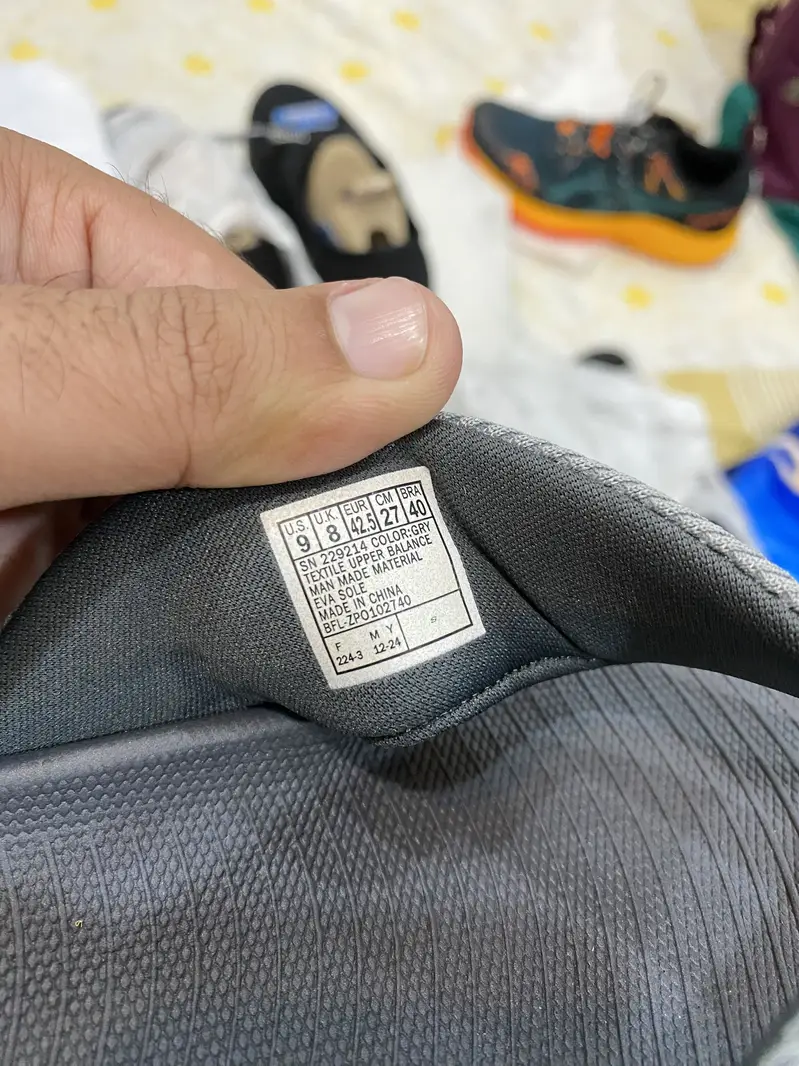 U.S. U.K. EUR CM BRA
9 8 42.5 27 40
SN 229214 COLOR:GRY
TEXTILE UPPER BALANCE
MAN MADE MATERIAL
EVA SOLE
MADE IN CHINA
BFL-ZPO102740
F M Y S
224-3 12-24